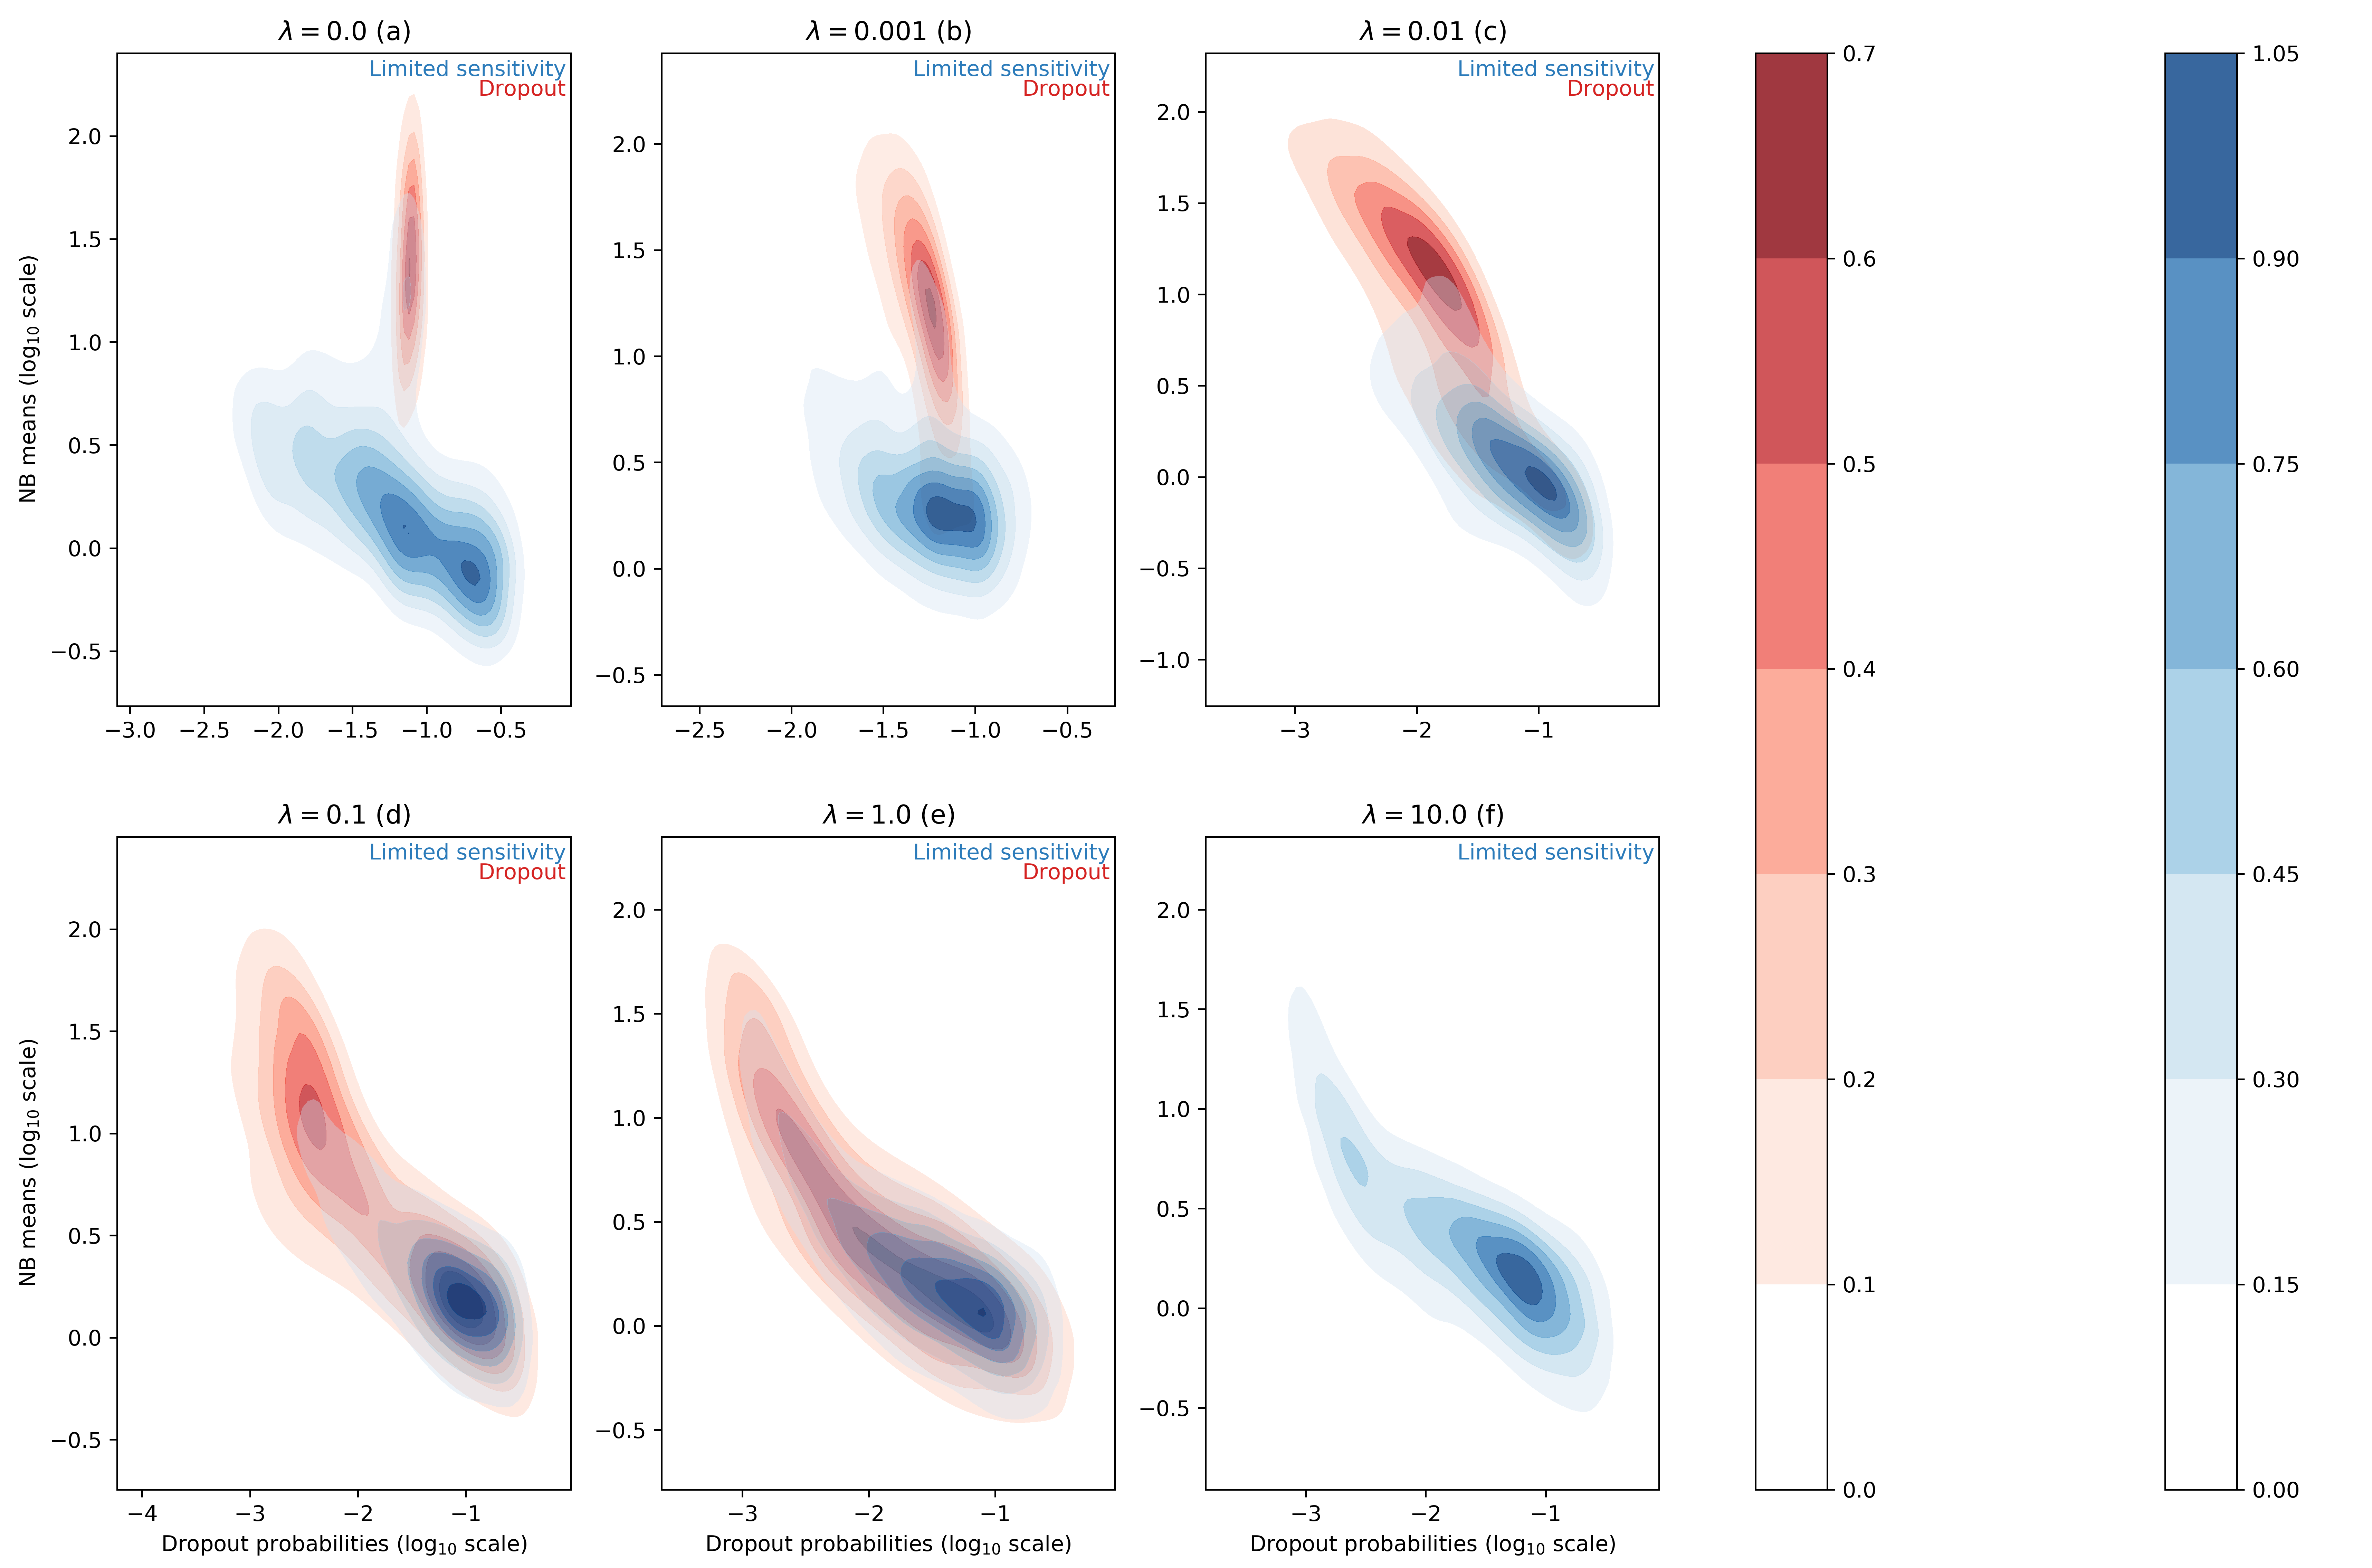 λ = 0.0 (a)
Limited sensitivity
Dropout
NB means (log10 scale)
2.0
1.5
1.0
0.5
0.0
−0.5
−3.0 −2.5 −2.0 −1.5 −1.0 −0.5
λ = 0.001 (b)
Limited sensitivity
Dropout
2.0
1.5
1.0
0.5
0.0
−0.5
−2.5 −2.0 −1.5 −1.0 −0.5
λ = 0.01 (c)
Limited sensitivity
Dropout
2.0
1.5
1.0
0.5
0.0
−0.5
−1.0
−3 −2 −1
λ = 0.1 (d)
Limited sensitivity
Dropout
NB means (log10 scale)
2.0
1.5
1.0
0.5
0.0
−0.5
−4 −3 −2 −1
Dropout probabilities (log10 scale)
λ = 1.0 (e)
Limited sensitivity
Dropout
2.0
1.5
1.0
0.5
0.0
−0.5
−3 −2 −1
Dropout probabilities (log10 scale)
λ = 10.0 (f)
Limited sensitivity
2.0
1.5
1.0
0.5
0.0
−0.5
−3 −2 −1
Dropout probabilities (log10 scale)
0.7
0.6
0.5
0.4
0.3
0.2
0.1
0.0
1.05
0.90
0.75
0.60
0.45
0.30
0.15
0.00